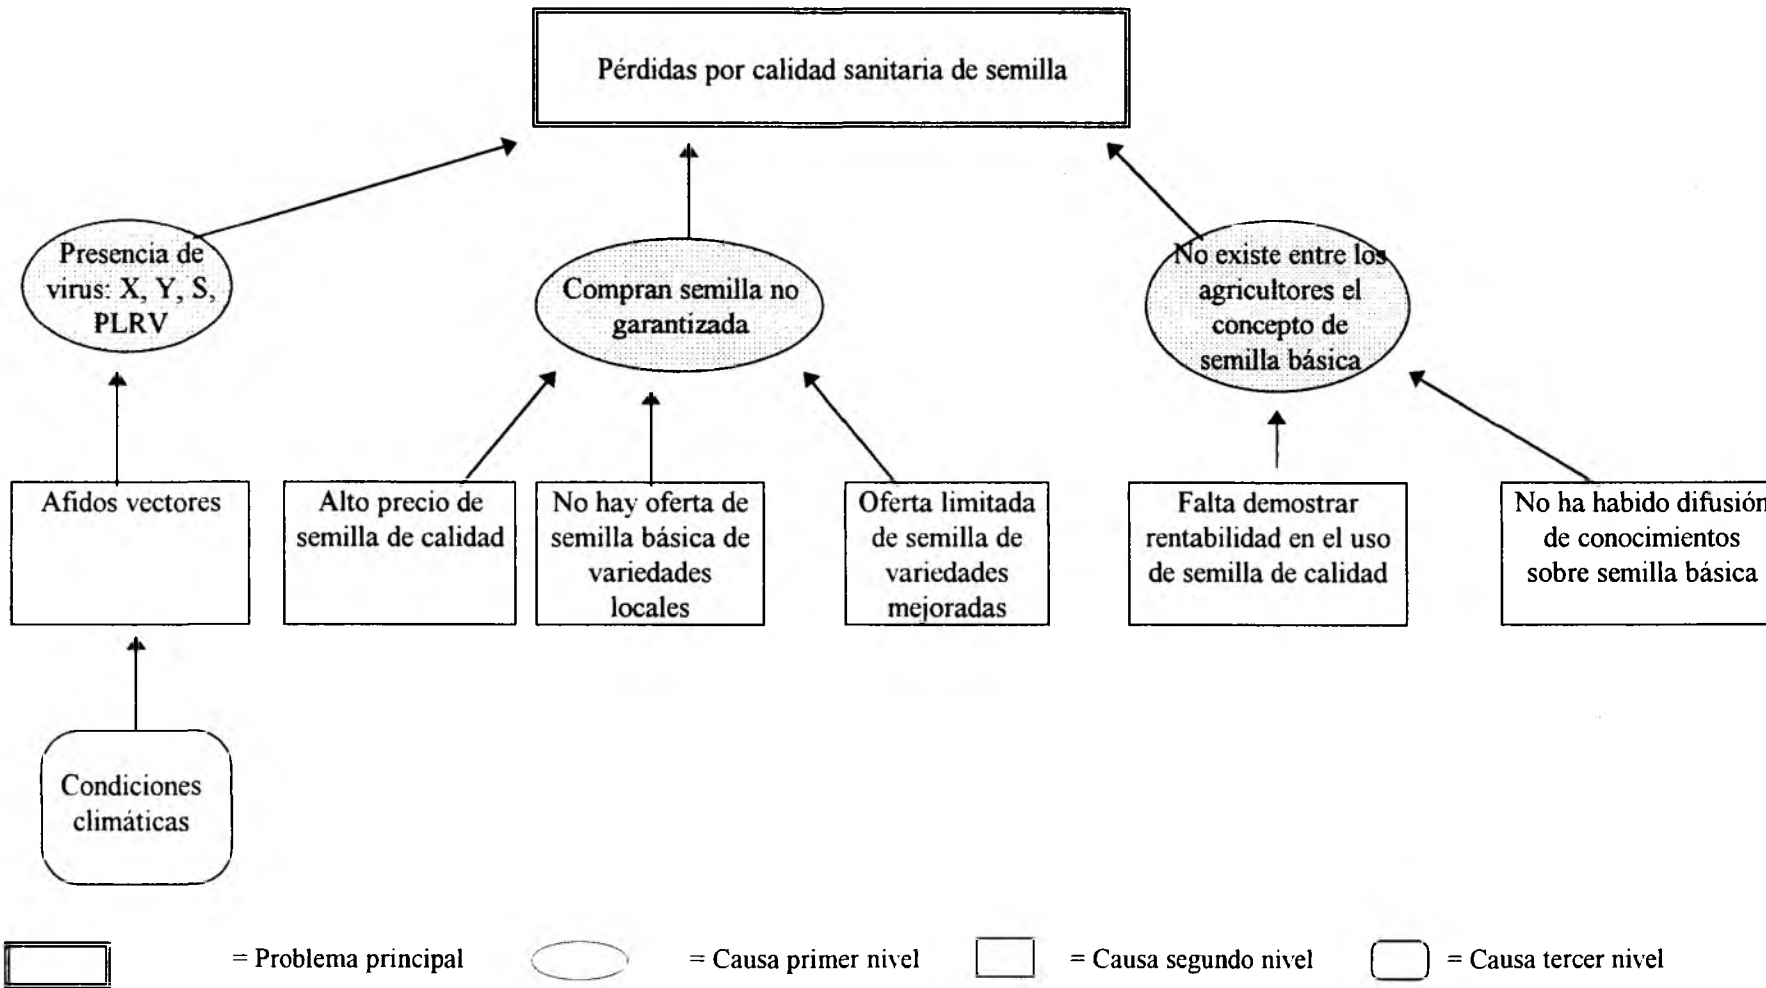 Pérdidas por calidad sanitaria de semilla
Presencia de
virus: X, Y, S,
PLRV
Compran semilla no
garantizada
No existe entre los
agricultores el
concepto de
semilla básica
Afidos vectores
Alto precio de
semilla de calidad
No hay oferta de
semilla básica de
variedades
locales
Oferta limitada
de semilla de
variedades
mejoradas
Falta demostrar
rentabilidad en el uso
de semilla de calidad
No ha habido difusión
de conocimientos
sobre semilla básica
Condiciones
climáticas
= Problema principal
= Causa primer nivel
= Causa segundo nivel
= Causa tercer nivel